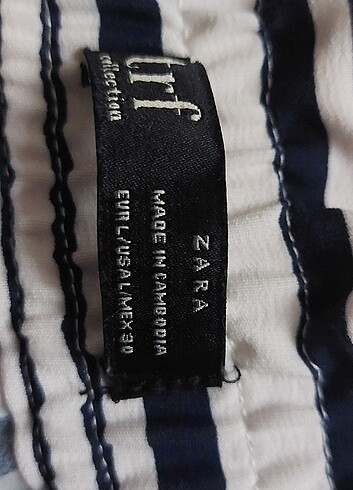 trf
collection
ZARA
MADE IN CAMBODIA
EUR L/USA L/MEX 30